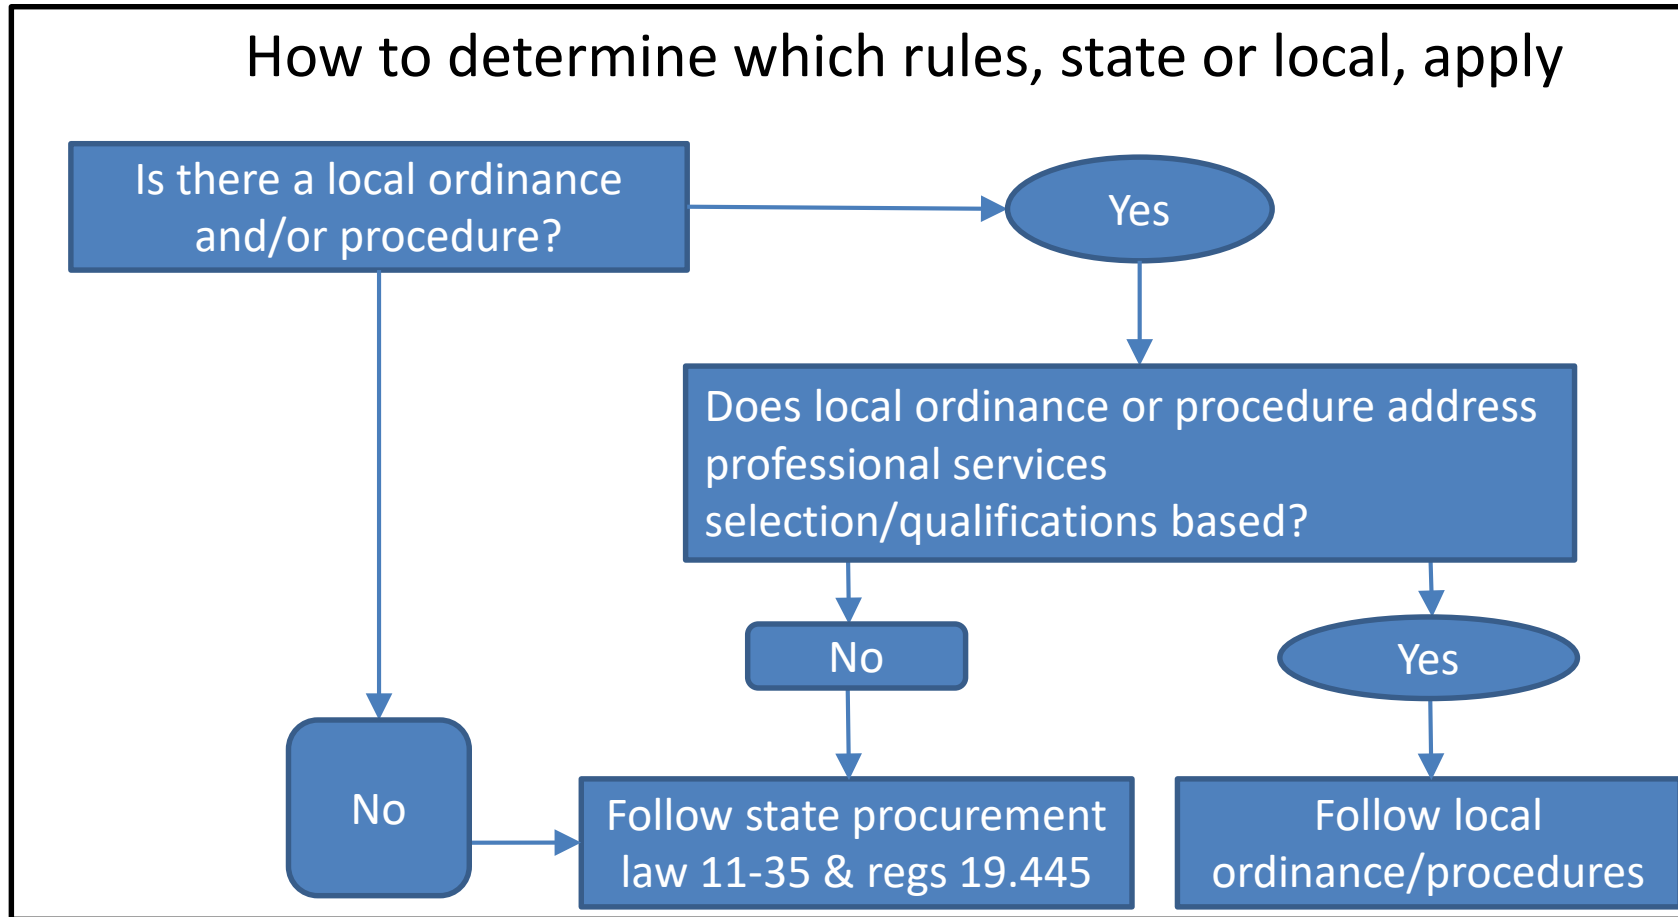 How to determine which rules, state or local, apply
Is there a local ordinance
and/or procedure?
Yes
Does local ordinance or procedure address
professional services
selection/qualifications based?
No
Yes
No
Follow state procurement
law 11-35 & regs 19.445
Follow local
ordinance/procedures